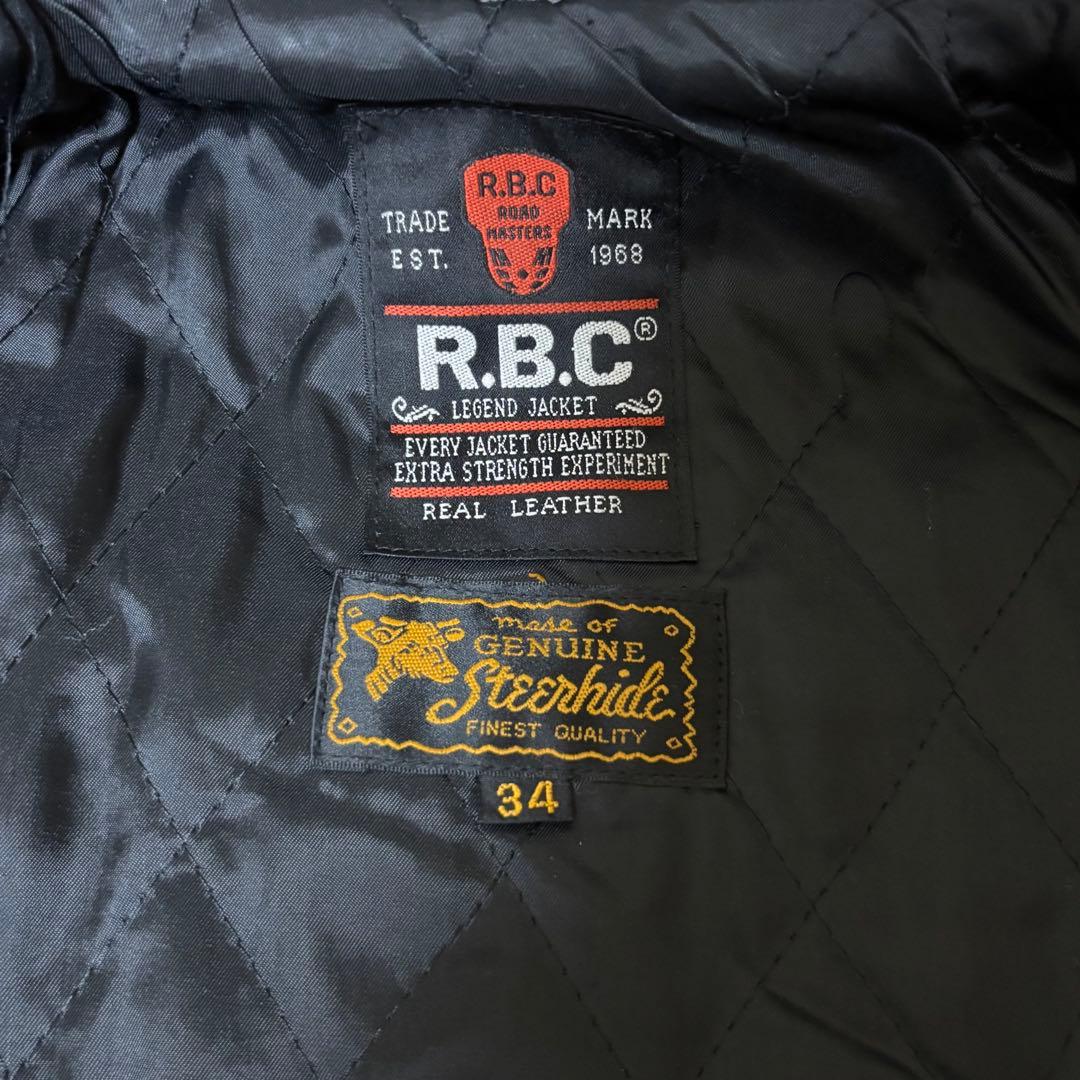 R.B.C
ROAD
MASTERS
TRADE MARK
EST. 1968
R.B.C®
LEGEND JACKET
EVERY JACKET GUARANTEED
EXTRA STRENGTH EXPERIMENT
REAL LEATHER
made of
GENUINE
Steerhide
FINEST QUALITY
34